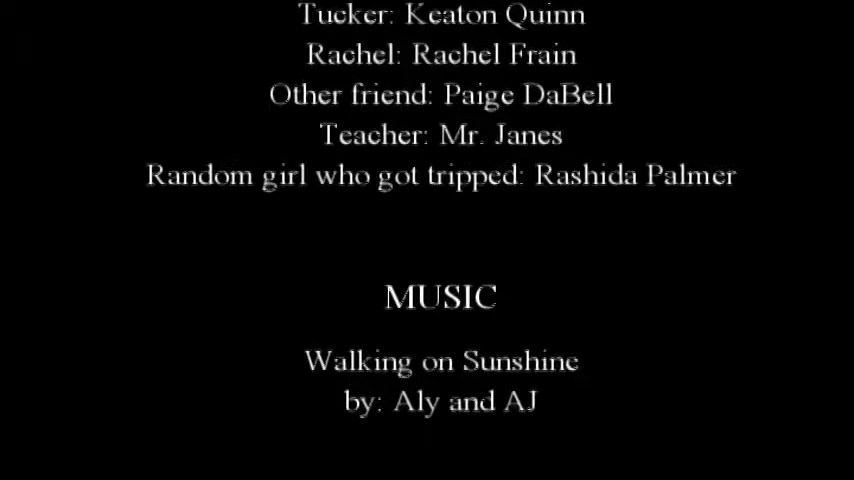 Tucker: Keaton Quinn
Rachel: Rachel Frain
Other friend: Paige DaBell
Teacher: Mr. Janes
Random girl who got tripped: Rashida Palmer
MUSIC
Walking on Sunshine
by: Aly and AJ